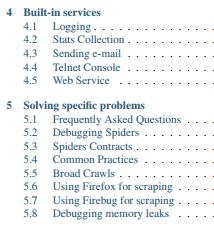 4 Built-in services
4.1 Logging . . . . . . . . . . . . .
4.2 Stats Collection . . . . . . . . .
4.3 Sending e-mail . . . . . . . . .
4.4 Telnet Console . . . . . . . . .
4.5 Web Service . . . . . . . . . .
5 Solving specific problems
5.1 Frequently Asked Questions . . . .
5.2 Debugging Spiders . . . . . . . .
5.3 Spiders Contracts . . . . . . . . .
5.4 Common Practices . . . . . . . .
5.5 Broad Crawls . . . . . . . . . . .
5.6 Using Firefox for scraping . . . .
5.7 Using Firebug for scraping . . . .
5.8 Debugging memory leaks . . . .